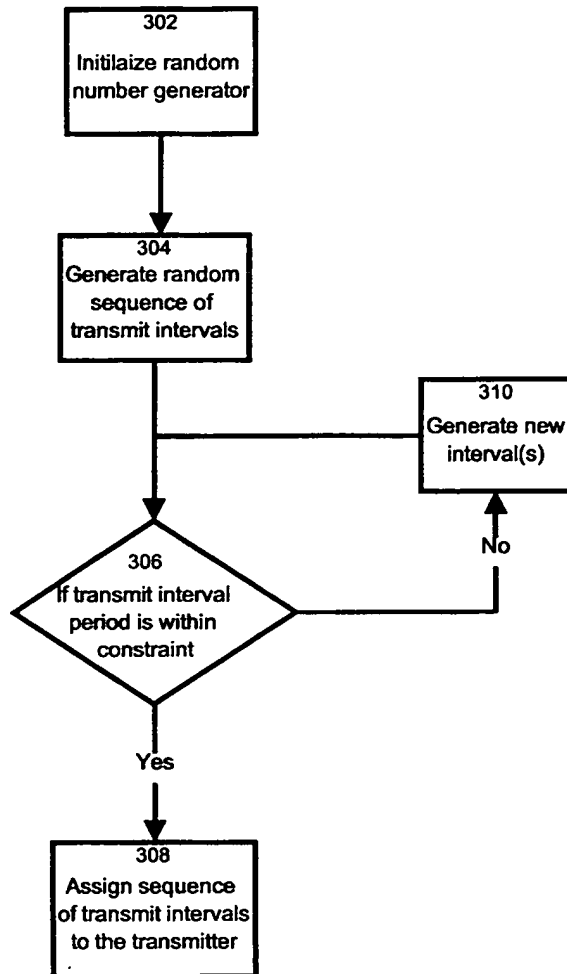 302
Initilaize random
number generator
304
Generate random
sequence of
transmit intervals
310
Generate new
interval(s)
306
If transmit interval
period is within
constraint
No
Yes
308
Assign sequence
of transmit intervals
to the transmitter